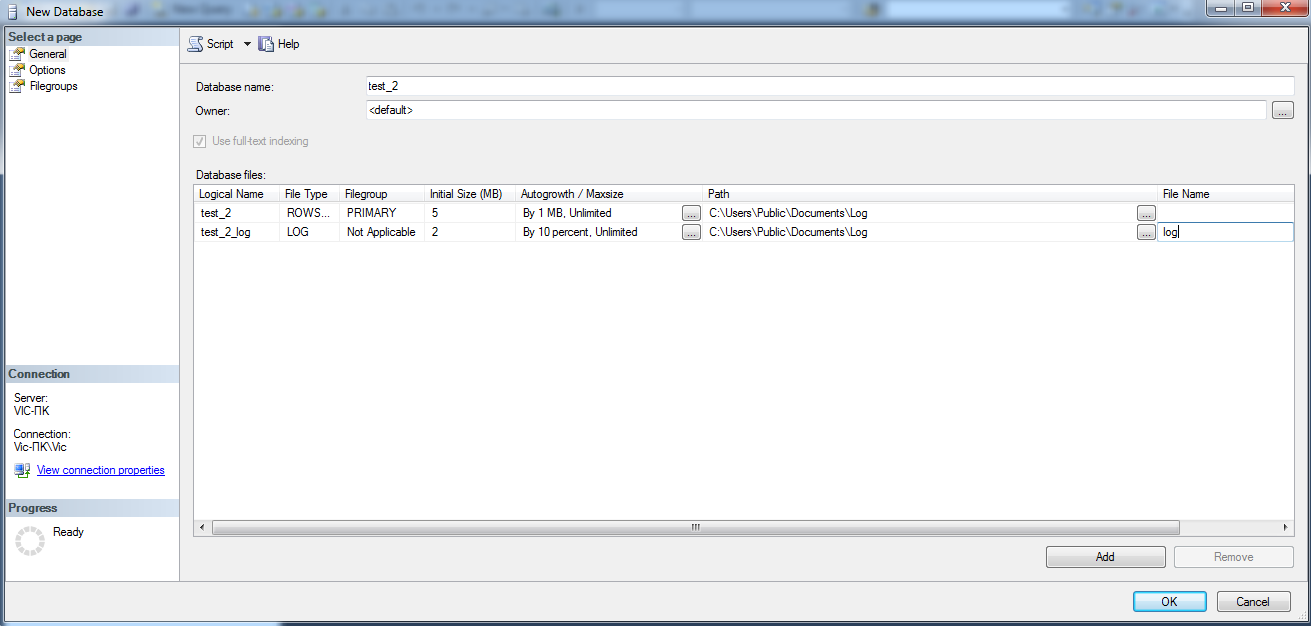 New Database
Select a page
General
Options
Filegroups
Script
Help
Database name:
test_2
Owner:
<default>
...
Use full-text indexing
Database files:
Logical Name File Type Filegroup Initial Size (MB) Autogrowth / Maxsize Path File Name
test_2 ROWS... PRIMARY 5 By 1 MB, Unlimited ... C:\Users\Public\Documents\Log ...
test_2_log LOG Not Applicable 2 By 10 percent, Unlimited ... C:\Users\Public\Documents\Log ... log
Connection
Server:
VIC-ПК
Connection:
Vic-ПК\Vic
View connection properties
Progress
Ready
Add
Remove
OK
Cancel